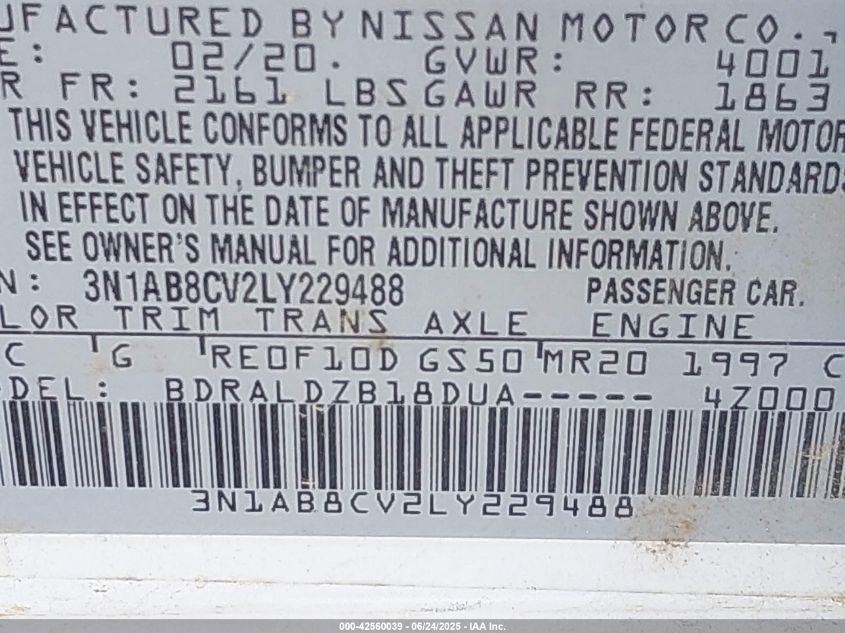 UFACTURED BY NISSAN MOTOR CO.,
E: 02/20. GVWR: 4001
R FR: 2161 LBS GAWR RR: 1863
THIS VEHICLE CONFORMS TO ALL APPLICABLE FEDERAL MOTOR
VEHICLE SAFETY, BUMPER AND THEFT PREVENTION STANDARDS
IN EFFECT ON THE DATE OF MANUFACTURE SHOWN ABOVE.
SEE OWNER'S MANUAL FOR ADDITIONAL INFORMATION.
N: 3N1AB8CV2LY229488 PASSENGER CAR.
LOR TRIM TRANS AXLE ENGINE
C G RE0F10D GS50 MR20 1997 C
DEL: BDRALDZB18DUA----- 4Z000
3N1AB8CV2LY229488
000-42560039 - 06/24/2025 - IAA Inc.